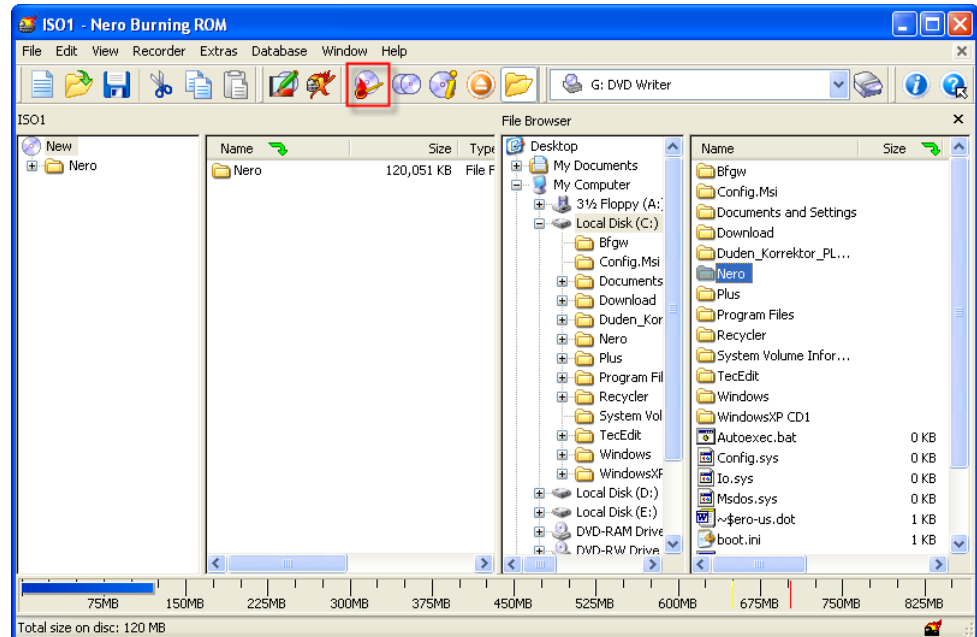 ISO1 - Nero Burning ROM
File Edit View Recorder Extras Database Window Help
G: DVD Writer
ISO1
File Browser
New
Nero
Name Size Type
Nero 120,051 KB File F
Desktop
My Documents
My Computer
3½ Floppy (A:)
Local Disk (C:)
Bfgw
Config.Msi
Documents
Download
Duden_Kor
Nero
Plus
Program Fil
Recycler
System Vol
TecEdit
Windows
WindowsXF
Local Disk (D:)
Local Disk (E:)
DVD-RAM Drive
DVD-RW Drive
Name Size
Bfgw
Config.Msi
Documents and Settings
Download
Duden_Korrektor_PL...
Nero
Plus
Program Files
Recycler
System Volume Infor...
TecEdit
Windows
WindowsXP CD1
Autoexec.bat 0 KB
Config.sys 0 KB
Io.sys 0 KB
Msdos.sys 0 KB
~$ero-us.dot 1 KB
boot.ini 1 KB
75MB 150MB 225MB 300MB 375MB 450MB 525MB 600MB 675MB 750MB 825MB
Total size on disc: 120 MB